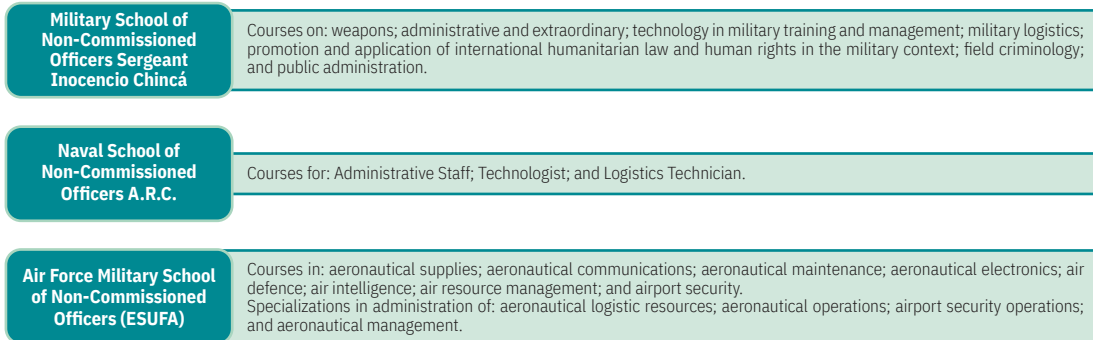 Military School of
Non-Commissioned
Officers Sergeant
Inocencio Chincá
Courses on: weapons; administrative and extraordinary; technology in military training and management; military logistics;
promotion and application of international humanitarian law and human rights in the military context; field criminology;
and public administration.
Naval School of
Non-Commissioned
Officers A.R.C.
Courses for: Administrative Staff; Technologist; and Logistics Technician.
Air Force Military School
of Non-Commissioned
Officers (ESUFA)
Courses in: aeronautical supplies; aeronautical communications; aeronautical maintenance; aeronautical electronics; air
defence; air intelligence; air resource management; and airport security.
Specializations in administration of: aeronautical logistic resources; aeronautical operations; airport security operations;
and aeronautical management.